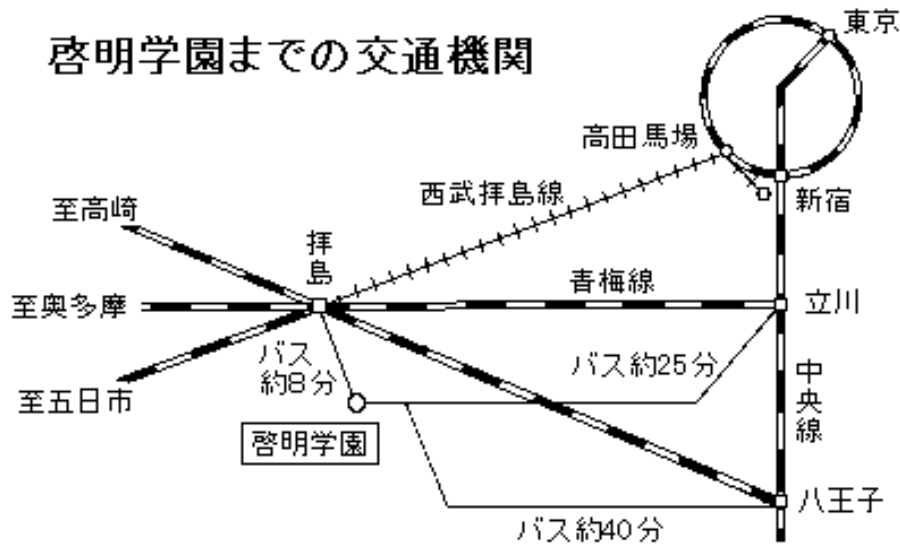 啓明学園までの交通機関
東京
高田馬場
西武拝島線
新宿
至高崎
拝島
青梅線
至奥多摩
立川
バス
約8分
バス約25分
至五日市
中央線
啓明学園
八王子
バス約40分